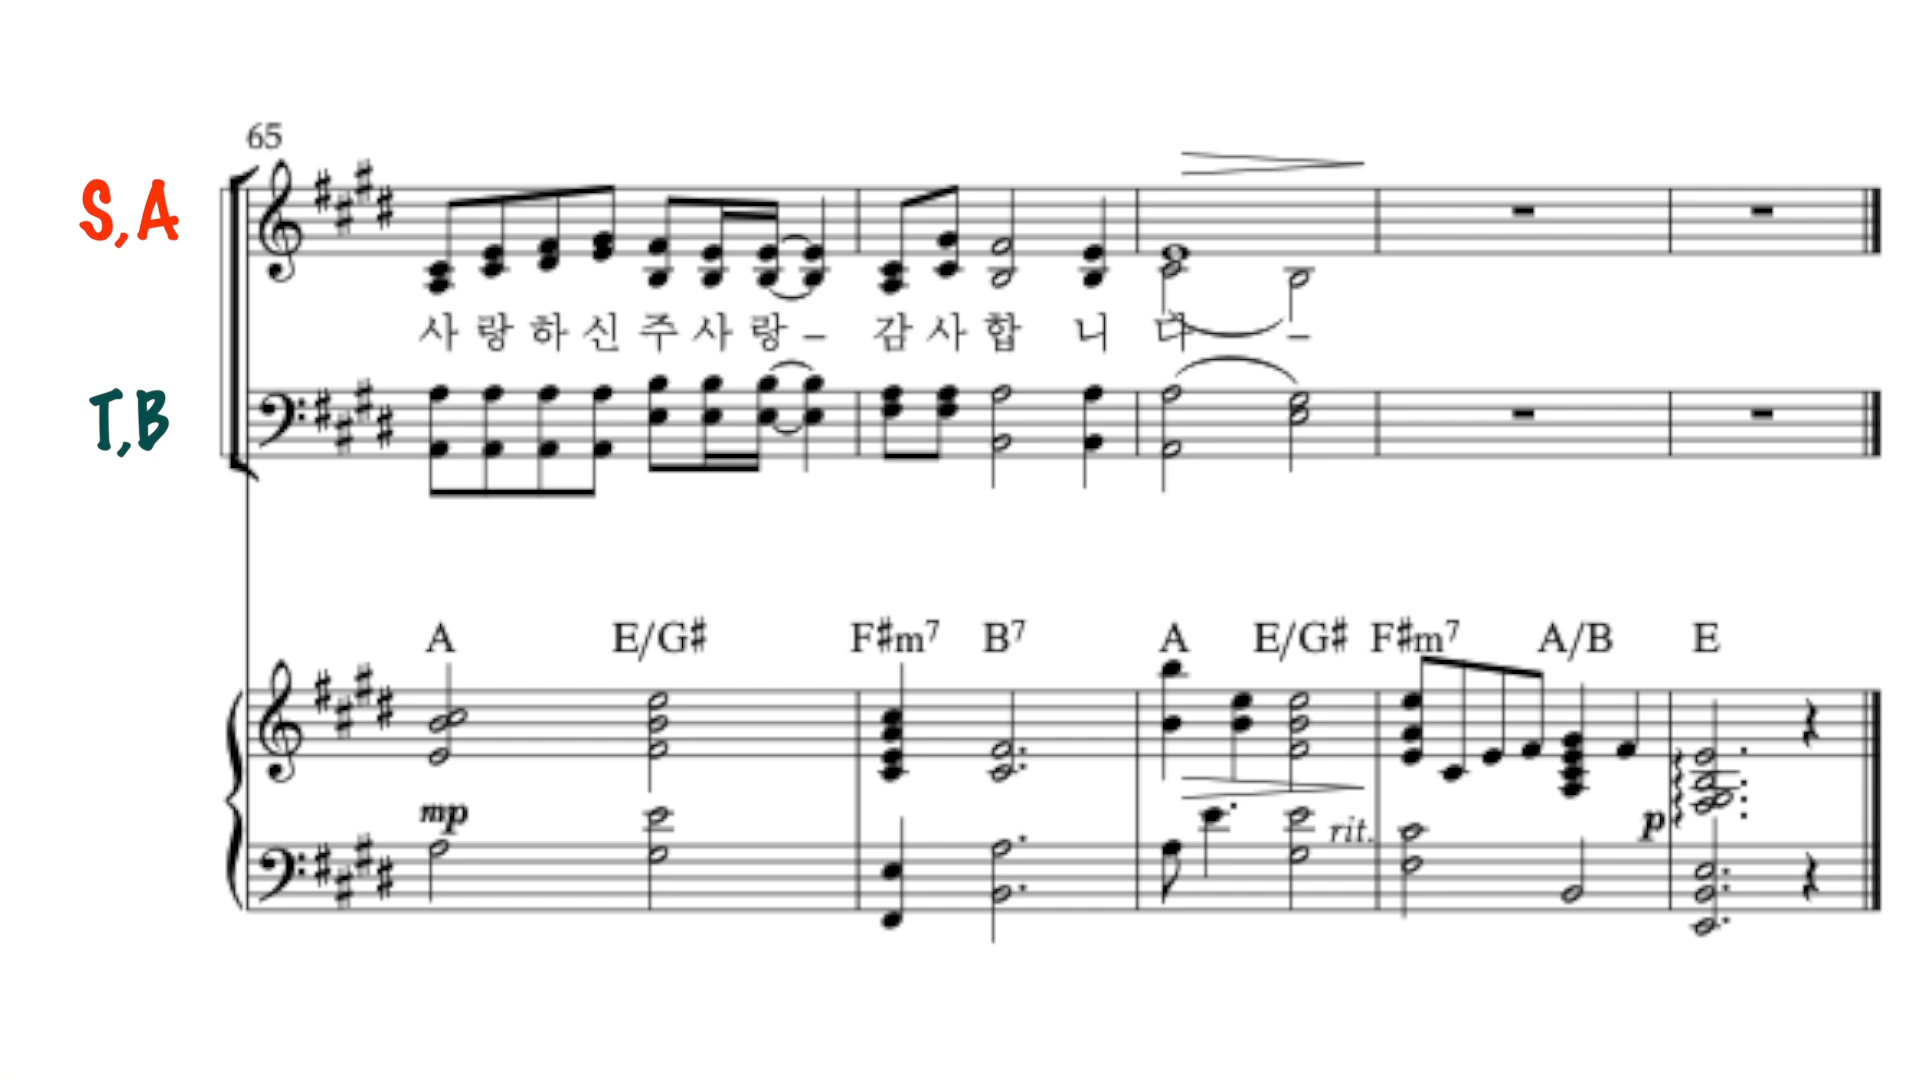 65
S,A
사 랑 하 신 주 사 랑 – 감 사 합 니 다 –
T,B
A E/G♯ F♯m7 B7 A E/G♯ F♯m7 A/B E
mp
rit.
p